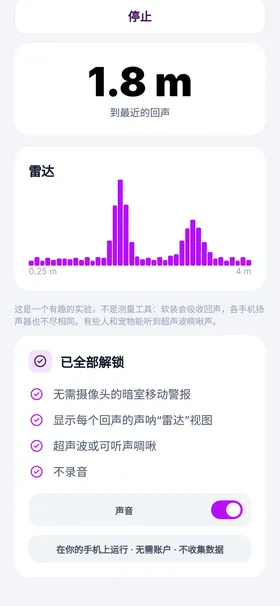 停止
1.8 m
到最近的回声
雷达
0.25 m
4 m
这是一个有趣的实验，不是测量工具：软装会吸收回声，各手机扬
声器也不尽相同。有些人和宠物能听到超声波啁啾声。
已全部解锁
无需摄像头的暗室移动警报
显示每个回声的声呐“雷达”视图
超声波或可听声啁啾
不录音
声音
在你的手机上运行 · 无需账户 · 不收集数据